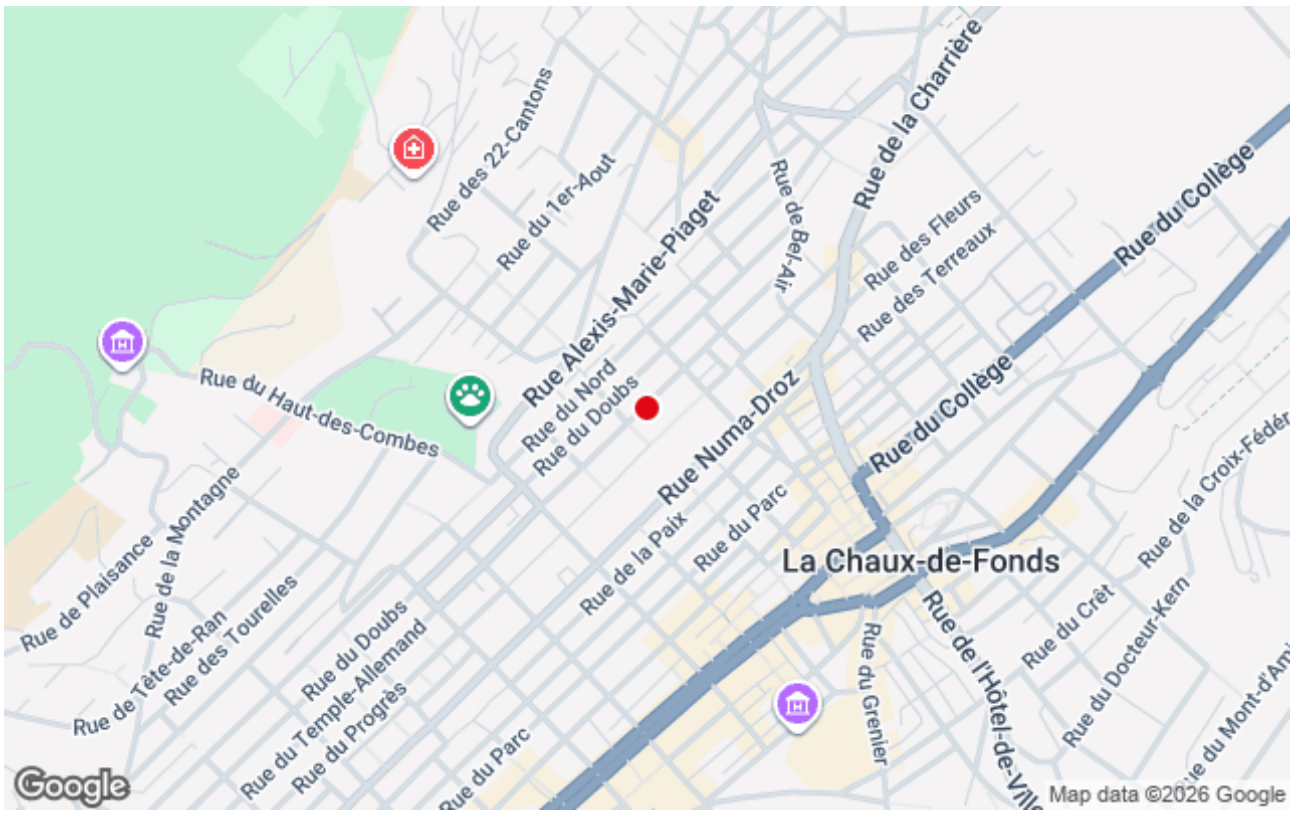 Rue de la Charrière
Rue des 22-Cantons
Rue du Collège
Rue du 1er-Aout
Rue de Bel-Air
Rue des Fleurs
Rue Alexis-Marie-Piaget
Rue des Terreaux
Rue du Haut-des-Combes
Rue du Nord
Rue du Doubs
Rue Numa-Droz
Rue du Collège
Rue de la Croix-Fédér
Rue de la Montagne
Rue du Parc
Rue de la Paix
La Chaux-de-Fonds
Rue de Plaisance
Rue de Tête-de-Ran
Rue des Tourelles
Rue du Doubs
Rue du Temple-Allemand
Rue du Progrès
Rue du Crêt
Rue du Docteur-Kern
Rue de l'Hôtel-de-Ville
Rue du Grenier
Rue du Mont-d'Ami
Rue du Parc
Google
Map data ©2026 Google